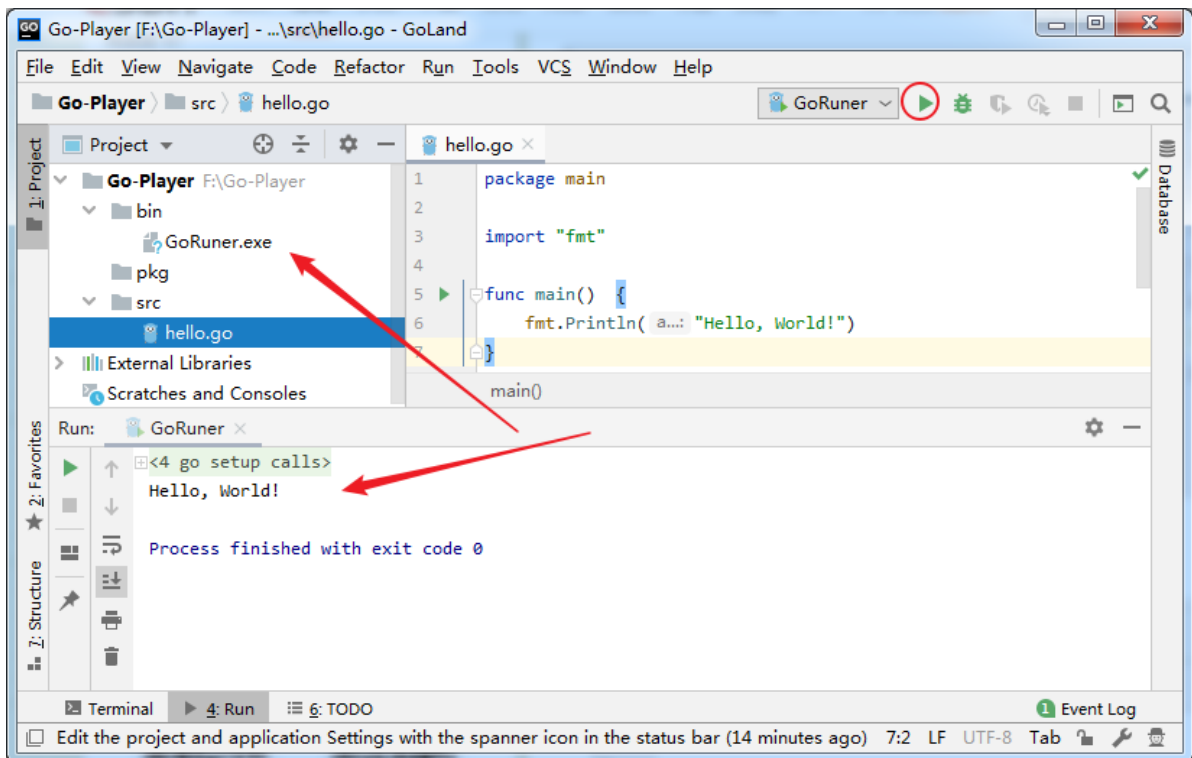 GO Go-Player [F:\Go-Player] - ...\src\hello.go - GoLand
File Edit View Navigate Code Refactor Run Tools VCS Window Help
Go-Player src hello.go GoRuner
1: Project
Project
hello.go
Go-Player F:\Go-Player
bin
GoRuner.exe
pkg
src
hello.go
External Libraries
Scratches and Consoles
1 package main
2
3 import "fmt"
4
5 func main() {
6 fmt.Println( a...: "Hello, World!")
7 }
main()
Database
2: Favorites
7: Structure
Run: GoRuner
<4 go setup calls>
Hello, World!
Process finished with exit code 0
Terminal 4: Run 6: TODO 1 Event Log
Edit the project and application Settings with the spanner icon in the status bar (14 minutes ago) 7:2 LF UTF-8 Tab